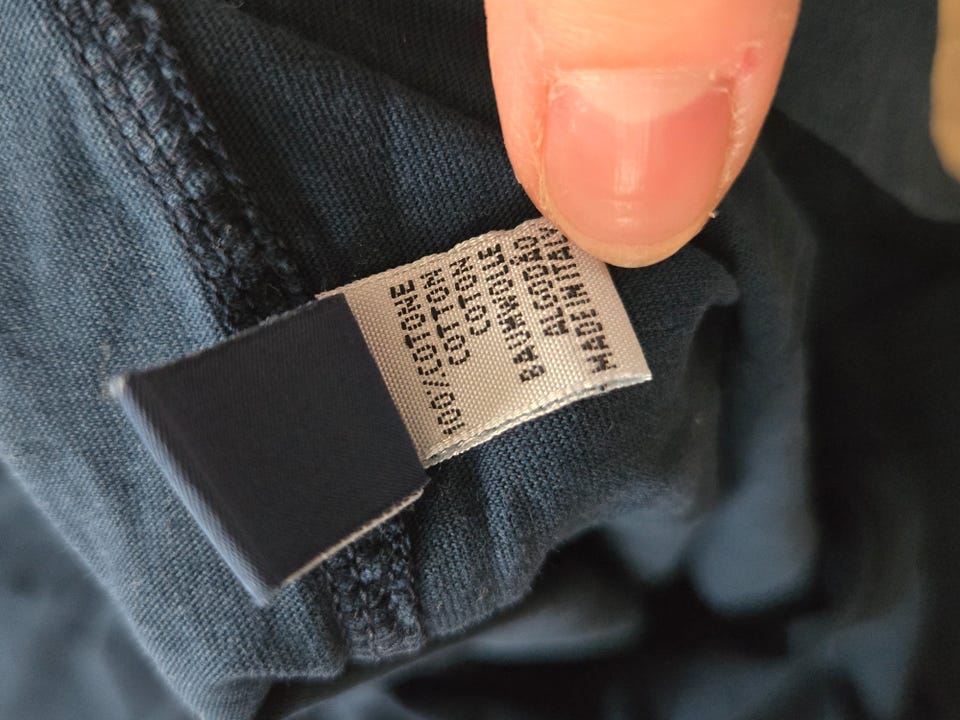 100%COTONE
COTTON
COTON
BAUMWOLLE
ALGODÃO
MADE IN ITALY